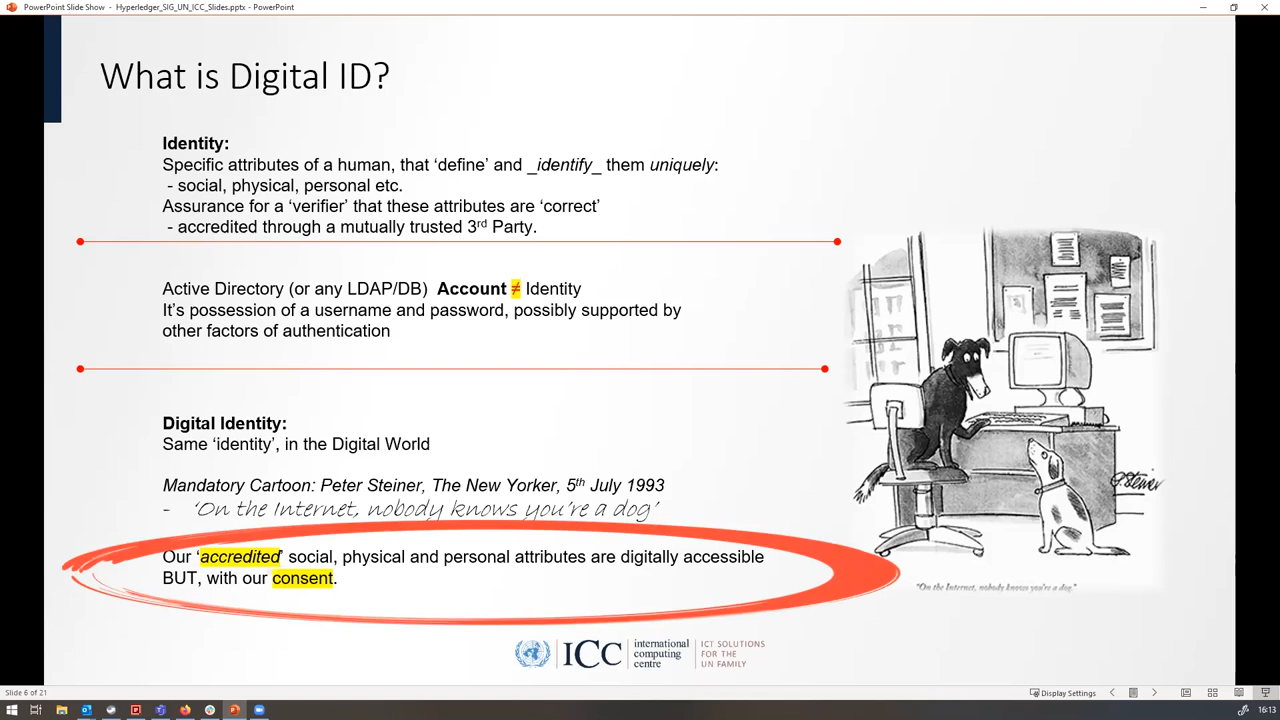 PowerPoint Slide Show - Hyperledger_SIG_UN_ICC_Slides.pptx - PowerPoint
What is Digital ID?
Identity:
Specific attributes of a human, that ‘define’ and _identify_ them uniquely:
- social, physical, personal etc.
Assurance for a ‘verifier’ that these attributes are ‘correct’
- accredited through a mutually trusted 3rd Party.
Active Directory (or any LDAP/DB) Account ≠ Identity
It’s possession of a username and password, possibly supported by
other factors of authentication
Digital Identity:
Same ‘identity’, in the Digital World
Mandatory Cartoon: Peter Steiner, The New Yorker, 5th July 1993
- ‘On the Internet, nobody knows you’re a dog’
Our ‘accredited’ social, physical and personal attributes are digitally accessible
BUT, with our consent.
P. Steiner
"On the Internet, nobody knows you're a dog."
ICC
international
computing
centre
ICT SOLUTIONS
FOR THE
UN FAMILY
Slide 6 of 21
Display Settings
16:13